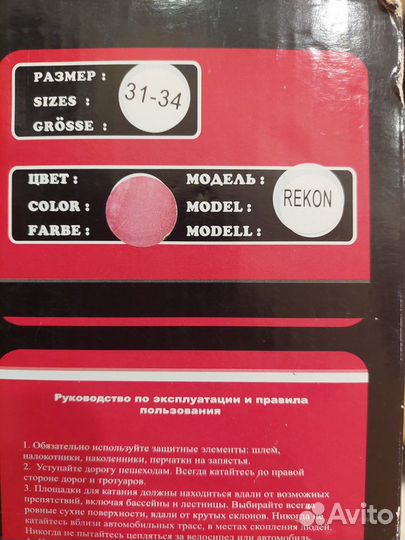 РАЗМЕР :
SIZES :
GRÖSSE :
31-34
ЦВЕТ :
COLOR :
FARBE :
МОДЕЛЬ :
MODEL :
MODELL :
REKON
Руководство по эксплуатации и правила
пользования
1. Обязательно используйте защитные элементы: шлем,
налокотники, наколенники, перчатки на запястья.
2. Уступайте дорогу пешеходам. Всегда катайтесь по правой
стороне дорог и тротуаров.
3. Площадки для катания должны находиться вдали от возможных
препятствий, включая бассейны и лестницы. Выбирайте всегда
ровные сухие поверхности, вдали от крутых склонов. Никогда
катайтесь вблизи автомобильных трасс, в местах скопления людей.
Никогда не пытайтесь цепляться за велосипед или автомобиль.
Avito